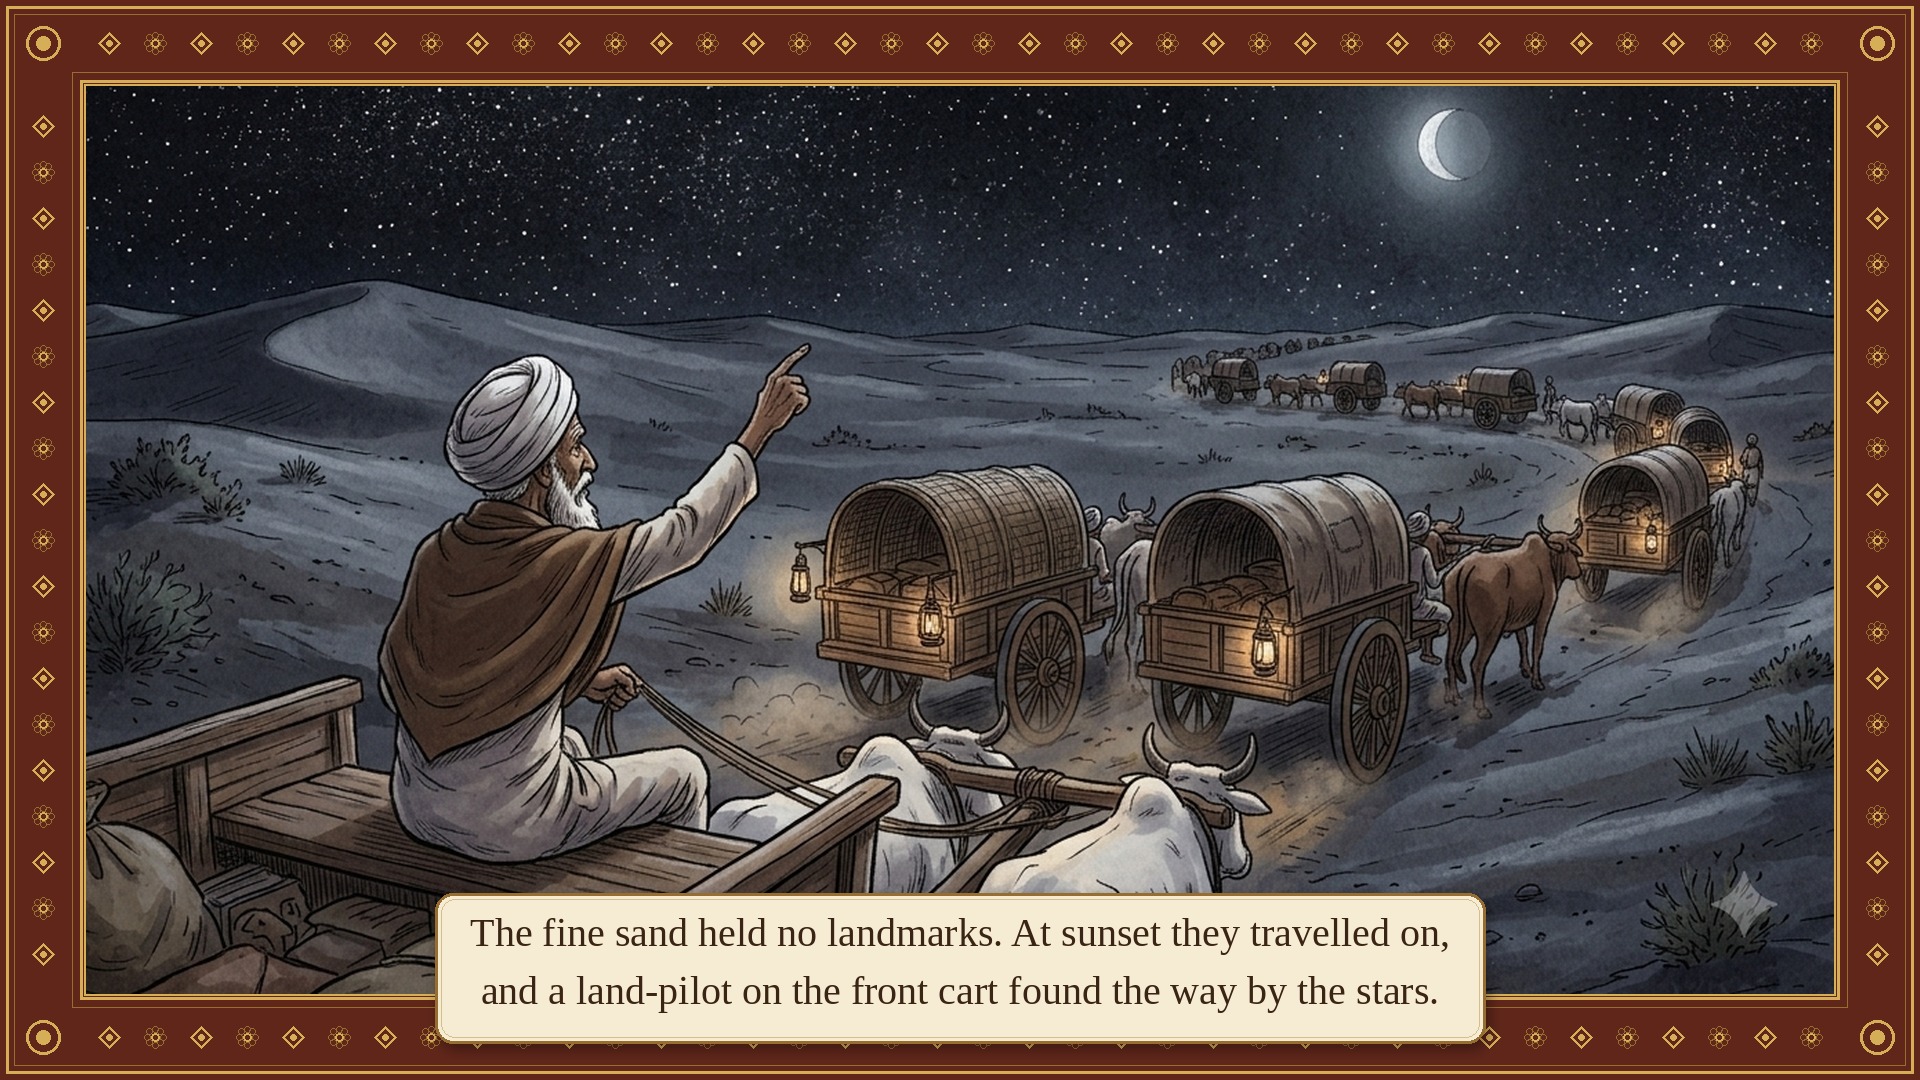 The fine sand held no landmarks. At sunset they travelled on,
and a land-pilot on the front cart found the way by the stars.